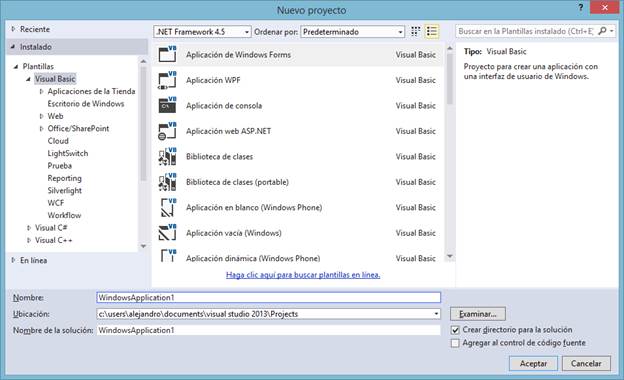 Nuevo proyecto
Reciente
.NET Framework 4.5 Ordenar por: Predeterminado
Buscar en la Plantillas instalado (Ctrl+E)
Instalado
Plantillas
Visual Basic
Aplicaciones de la Tienda
Escritorio de Windows
Web
Office/SharePoint
Cloud
LightSwitch
Prueba
Reporting
Silverlight
WCF
Workflow
Visual C#
Visual C++
En línea
Aplicación de Windows Forms Visual Basic
Aplicación WPF Visual Basic
Aplicación de consola Visual Basic
Aplicación web ASP.NET Visual Basic
Biblioteca de clases Visual Basic
Biblioteca de clases (portable) Visual Basic
Aplicación en blanco (Windows Phone) Visual Basic
Aplicación vacía (Windows) Visual Basic
Aplicación dinámica (Windows Phone) Visual Basic
Haga clic aquí para buscar plantillas en línea.
Tipo: Visual Basic
Proyecto para crear una aplicación con
una interfaz de usuario de Windows.
Nombre: WindowsApplication1
Ubicación: c:\users\alejandro\documents\visual studio 2013\Projects
Examinar...
Nombre de la solución: WindowsApplication1
Crear directorio para la solución
Agregar al control de código fuente
Aceptar Cancelar